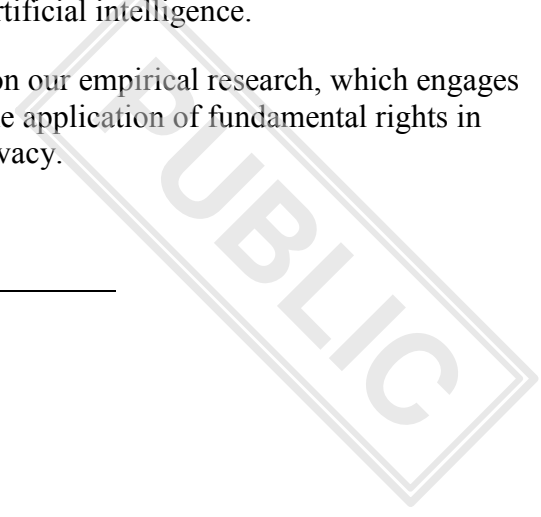 rtificial intelligence.
on our empirical research, which engages
e application of fundamental rights in
vacy.
PUBLIC